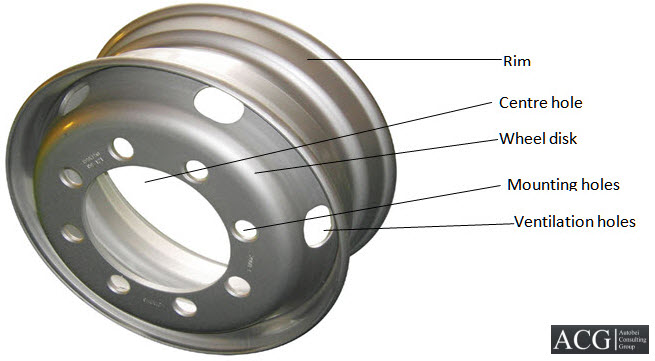 Rim
Centre hole
Wheel disk
Mounting holes
Ventilation holes
ACG
Autobei
Consulting
Group